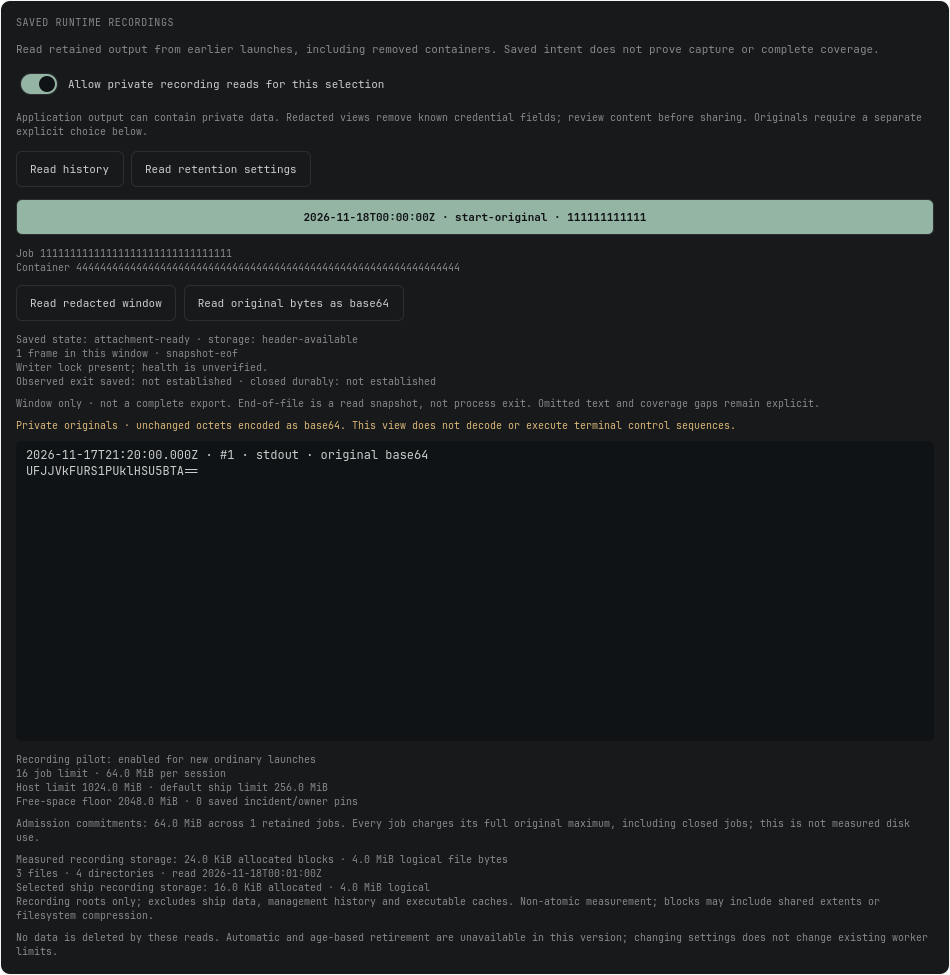 SAVED RUNTIME RECORDINGS
Read retained output from earlier launches, including removed containers. Saved intent does not prove capture or complete coverage.
Allow private recording reads for this selection
Application output can contain private data. Redacted views remove known credential fields; review content before sharing. Originals require a separate
explicit choice below.
Read history
Read retention settings
2026-11-18T00:00:00Z · start-original · 111111111111
Job 11111111111111111111111111111111
Container 4444444444444444444444444444444444444444444444444444444444444444
Read redacted window
Read original bytes as base64
Saved state: attachment-ready · storage: header-available
1 frame in this window · snapshot-eof
Writer lock present; health is unverified.
Observed exit saved: not established · closed durably: not established
Window only · not a complete export. End-of-file is a read snapshot, not process exit. Omitted text and coverage gaps remain explicit.
Private originals · unchanged octets encoded as base64. This view does not decode or execute terminal control sequences.
2026-11-17T21:20:00.000Z · #1 · stdout · original base64
UFJJVkFURS1PUklHSU5BTA==
Recording pilot: enabled for new ordinary launches
16 job limit · 64.0 MiB per session
Host limit 1024.0 MiB · default ship limit 256.0 MiB
Free-space floor 2048.0 MiB · 0 saved incident/owner pins
Admission commitments: 64.0 MiB across 1 retained jobs. Every job charges its full original maximum, including closed jobs; this is not measured disk
use.
Measured recording storage: 24.0 KiB allocated blocks · 4.0 MiB logical file bytes
3 files · 4 directories · read 2026-11-18T00:01:00Z
Selected ship recording storage: 16.0 KiB allocated · 4.0 MiB logical
Recording roots only; excludes ship data, management history and executable caches. Non-atomic measurement; blocks may include shared extents or
filesystem compression.
No data is deleted by these reads. Automatic and age-based retirement are unavailable in this version; changing settings does not change existing worker
limits.